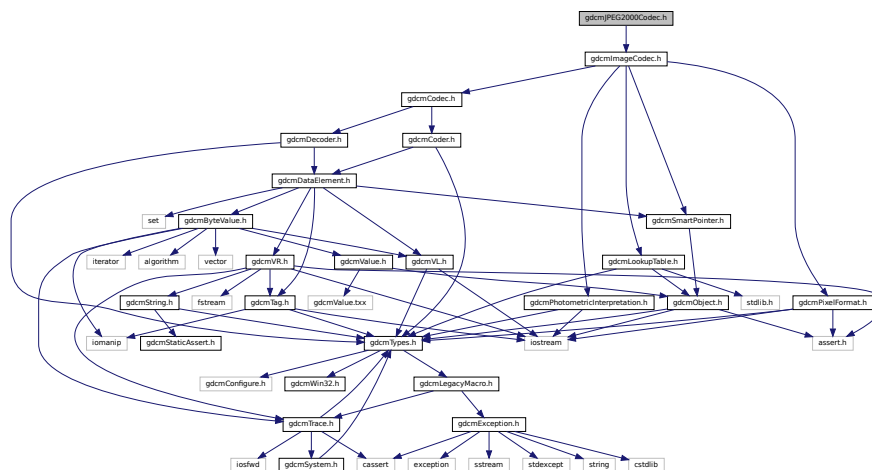 gdcmJPEG2000Codec.h
gdcmImageCodec.h
gdcmCodec.h
gdcmDecoder.h
gdcmCoder.h
gdcmDataElement.h
set
gdcmByteValue.h
gdcmSmartPointer.h
iterator
algorithm
vector
gdcmVR.h
gdcmValue.h
gdcmVL.h
gdcmLookupTable.h
gdcmString.h
fstream
gdcmTag.h
gdcmValue.txx
gdcmPhotometricInterpretation.h
gdcmObject.h
stdlib.h
gdcmPixelFormat.h
iomanip
gdcmStaticAssert.h
gdcmTypes.h
iostream
assert.h
gdcmConfigure.h
gdcmWin32.h
gdcmLegacyMacro.h
gdcmTrace.h
gdcmException.h
iosfwd
gdcmSystem.h
cassert
exception
sstream
stdexcept
string
cstdlib